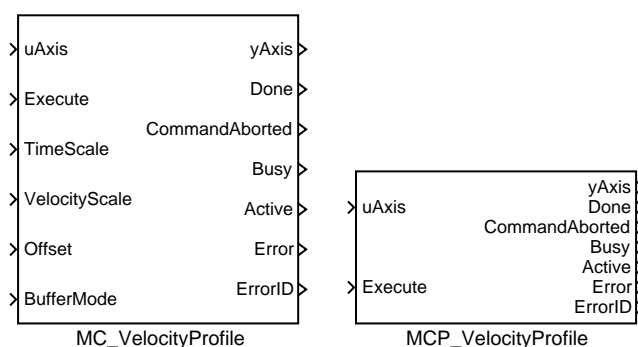 uAxis
Execute
TimeScale
VelocityScale
Offset
BufferMode
yAxis
Done
CommandAborted
Busy
Active
Error
ErrorID
MC_VelocityProfile
uAxis
Execute
yAxis
Done
CommandAborted
Busy
Active
Error
ErrorID
MCP_VelocityProfile